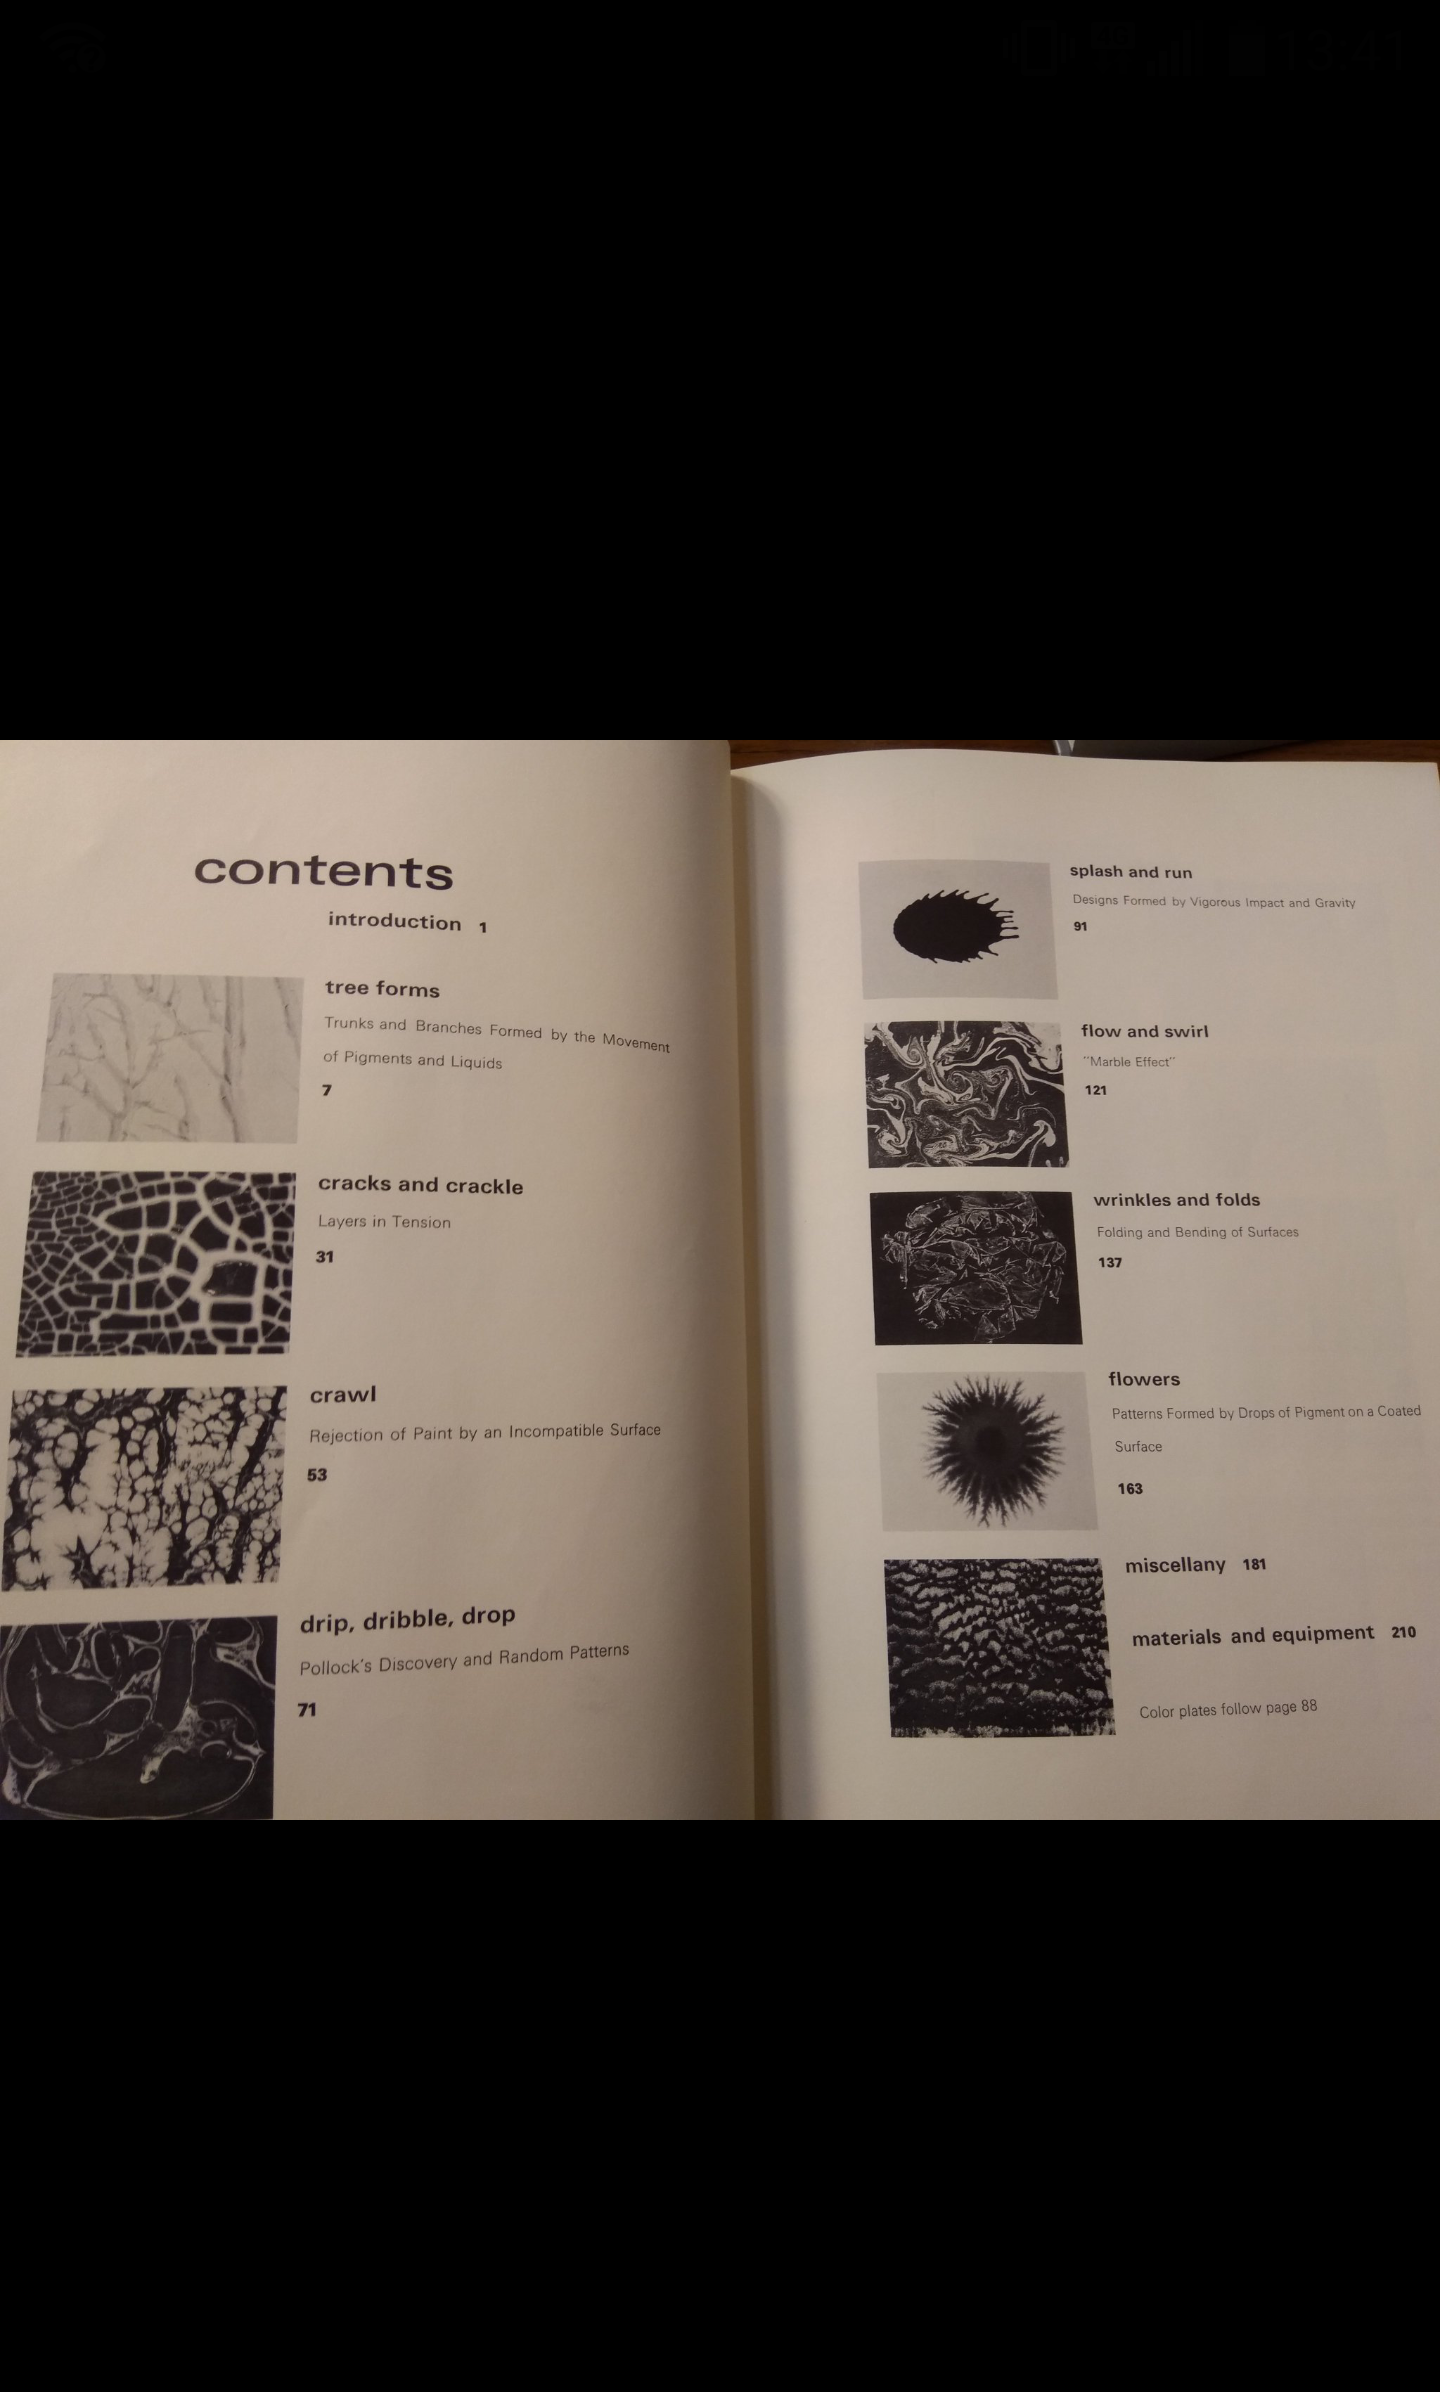 contents
introduction 1
tree forms
Trunks and Branches Formed by the Movement
of Pigments and Liquids
7
cracks and crackle
Layers in Tension
31
crawl
Rejection of Paint by an Incompatible Surface
53
drip, dribble, drop
Pollock's Discovery and Random Patterns
71
splash and run
Designs Formed by Vigorous Impact and Gravity
91
flow and swirl
"Marble Effect"
121
wrinkles and folds
Folding and Bending of Surfaces
137
flowers
Patterns Formed by Drops of Pigment on a Coated
Surface
163
miscellany 181
materials and equipment 210
Color plates follow page 88